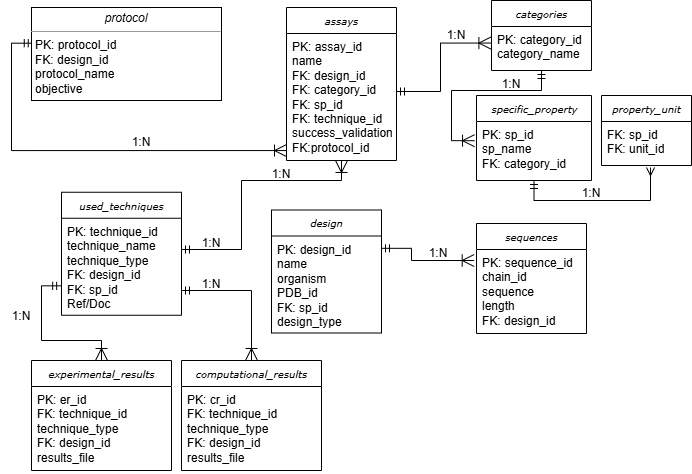 protocol
PK: protocol_id
FK: design_id
protocol_name
objective
assays
PK: assay_id
name
FK: design_id
FK: category_id
FK: sp_id
FK: technique_id
success_validation
FK:protocol_id
categories
PK: category_id
category_name
1:N
1:N
specific_property
PK: sp_id
sp_name
FK: category_id
property_unit
FK: sp_id
FK: unit_id
1:N
1:N
1:N
used_techniques
PK: technique_id
technique_name
technique_type
FK: design_id
FK: sp_id
Ref/Doc
1:N
1:N
1:N
design
PK: design_id
name
organism
PDB_id
FK: sp_id
design_type
1:N
sequences
PK: sequence_id
chain_id
sequence
length
FK: design_id
experimental_results
PK: er_id
FK: technique_id
technique_type
FK: design_id
results_file
computational_results
PK: cr_id
FK: technique_id
technique_type
FK: design_id
results_file